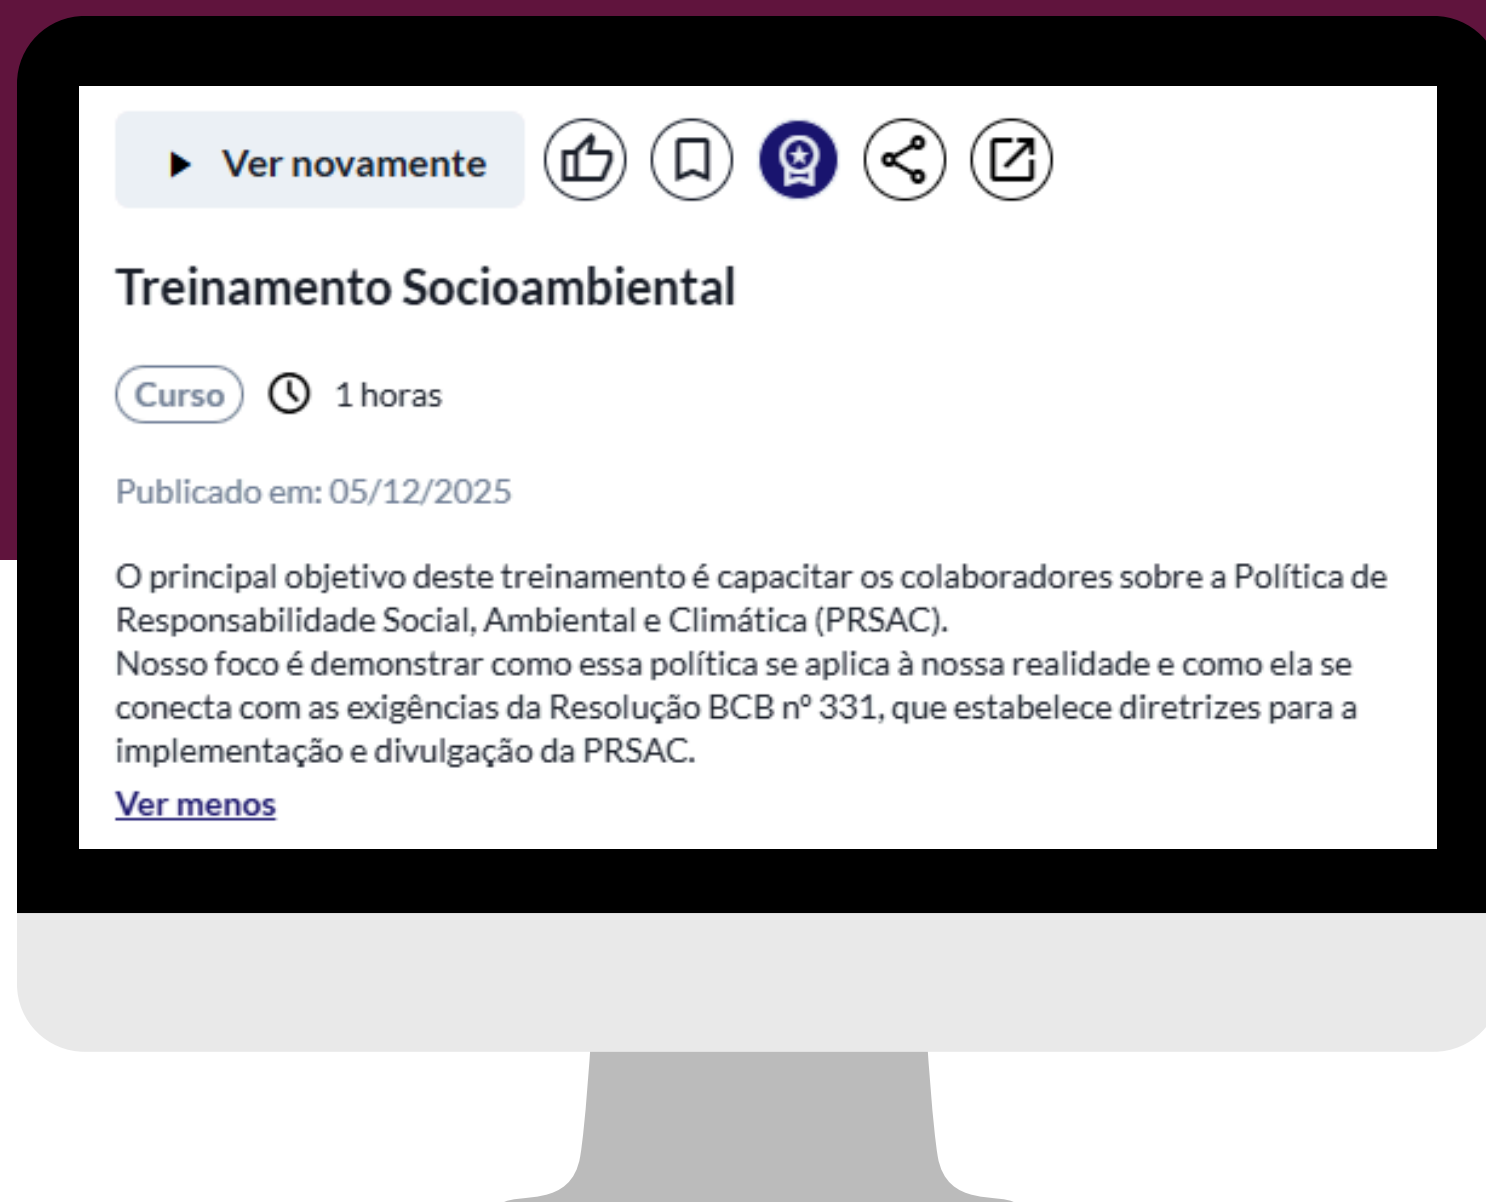 Ver novamente
Treinamento Socioambiental
Curso 1 horas
Publicado em: 05/12/2025
O principal objetivo deste treinamento é capacitar os colaboradores sobre a Política de
Responsabilidade Social, Ambiental e Climática (PRSAC).
Nosso foco é demonstrar como essa política se aplica à nossa realidade e como ela se
conecta com as exigências da Resolução BCB nº 331, que estabelece diretrizes para a
implementação e divulgação da PRSAC.
Ver menos